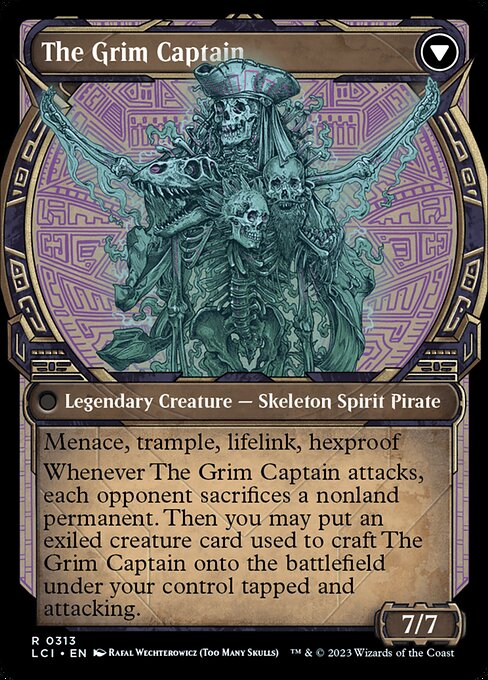 The Grim Captain
Legendary Creature — Skeleton Spirit Pirate
Menace, trample, lifelink, hexproof
Whenever The Grim Captain attacks,
each opponent sacrifices a nonland
permanent. Then you may put an
exiled creature card used to craft The
Grim Captain onto the battlefield
under your control tapped and
attacking.
7/7
R 0313
LCI • EN Rafal Wechterowicz (Too Many Skulls)
™ & © 2023 Wizards of the Coast